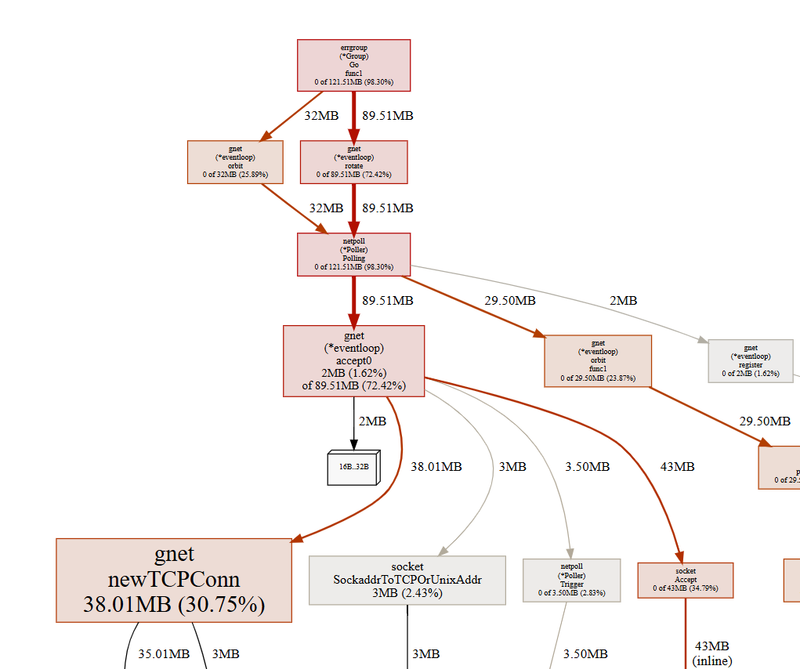 errgroup
(*Group)
Go
func1
0 of 121.51MB (98.30%)
32MB
89.51MB
gnet
(*eventloop)
orbit
0 of 32MB (25.89%)
gnet
(*eventloop)
rotate
0 of 89.51MB (72.42%)
32MB
89.51MB
netpoll
(*Poller)
Polling
0 of 121.51MB (98.30%)
89.51MB
29.50MB
2MB
gnet
(*eventloop)
accept0
2MB (1.62%)
of 89.51MB (72.42%)
gnet
(*eventloop)
orbit
func1
0 of 29.50MB (23.87%)
gnet
(*eventloop)
register
0 of 2MB (1.62%)
2MB
29.50MB
16B..32B
38.01MB
3MB
3.50MB
43MB
p
0 of 29.5
gnet
newTCPConn
38.01MB (30.75%)
socket
SockaddrToTCPOrUnixAddr
3MB (2.43%)
netpoll
(*Poller)
Trigger
0 of 3.50MB (2.83%)
socket
Accept
0 of 43MB (34.79%)
35.01MB
3MB
3MB
3.50MB
43MB
(inline)